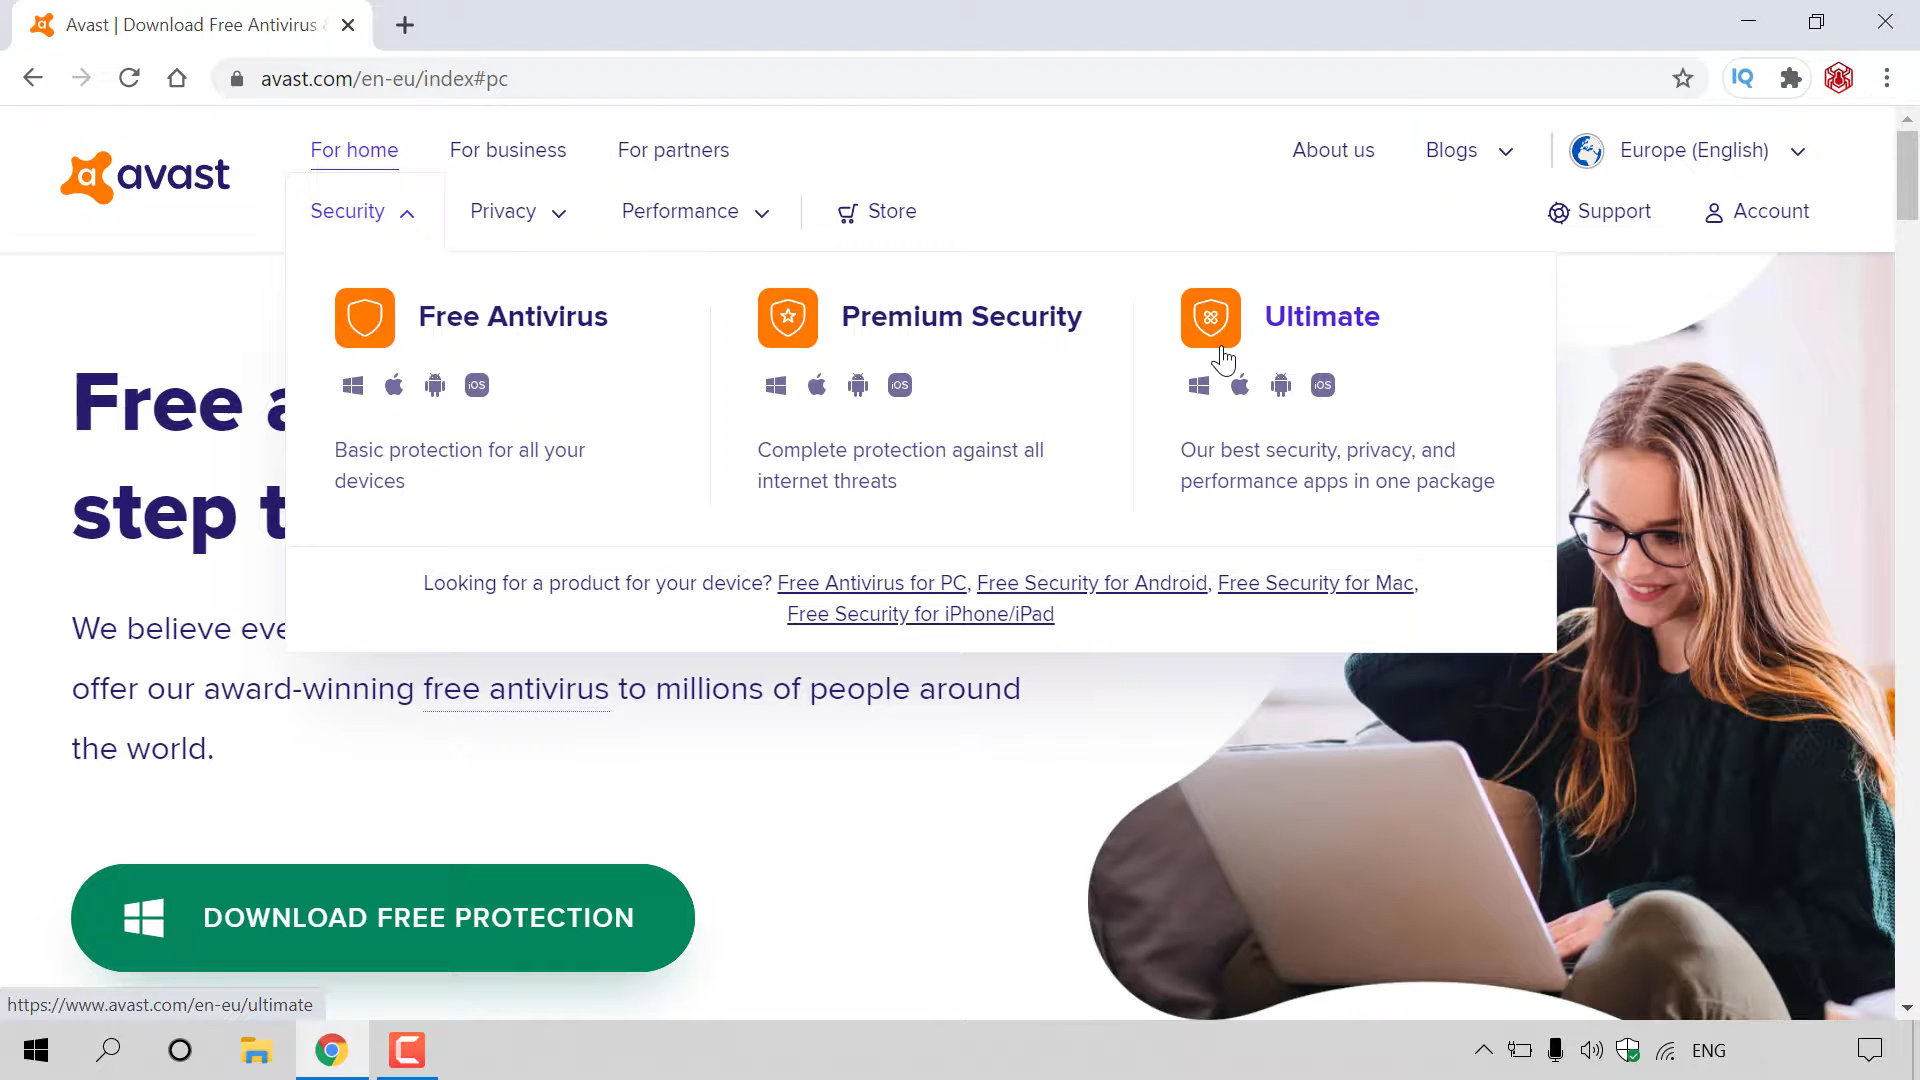 Avast | Download Free Antivirus
avast.com/en-eu/index#pc
IQ
avast
For home
For business
For partners
About us
Blogs
Europe (English)
Security
Privacy
Performance
Store
Support
Account
Free Antivirus
Premium Security
Ultimate
iOS
iOS
iOS
Basic protection for all your
devices
Complete protection against all
internet threats
Our best security, privacy, and
performance apps in one package
Looking for a product for your device? Free Antivirus for PC, Free Security for Android, Free Security for Mac,
Free Security for iPhone/iPad
Free a
step t
We believe eve
offer our award-winning free antivirus to millions of people around
the world.
DOWNLOAD FREE PROTECTION
https://www.avast.com/en-eu/ultimate
ENG